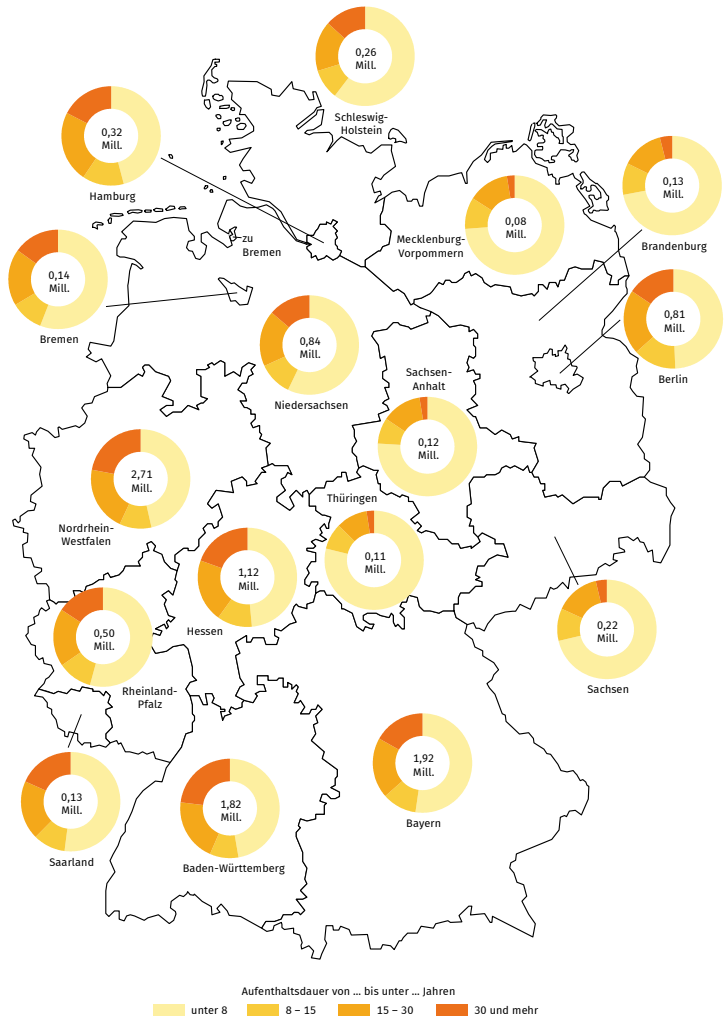 0,26
Mill.
Schleswig-
Holstein
0,32
Mill.
Hamburg
0,13
Mill.
Brandenburg
0,08
Mill.
Mecklenburg-
Vorpommern
zu
Bremen
0,14
Mill.
Bremen
0,81
Mill.
Berlin
0,84
Mill.
Niedersachsen
Sachsen-
Anhalt
0,12
Mill.
2,71
Mill.
Nordrhein-
Westfalen
Thüringen
0,11
Mill.
1,12
Mill.
Hessen
0,50
Mill.
Rheinland-
Pfalz
0,22
Mill.
Sachsen
0,13
Mill.
Saarland
1,82
Mill.
Baden-Württemberg
1,92
Mill.
Bayern
Aufenthaltsdauer von ... bis unter ... Jahren
unter 8 8 – 15 15 – 30 30 und mehr